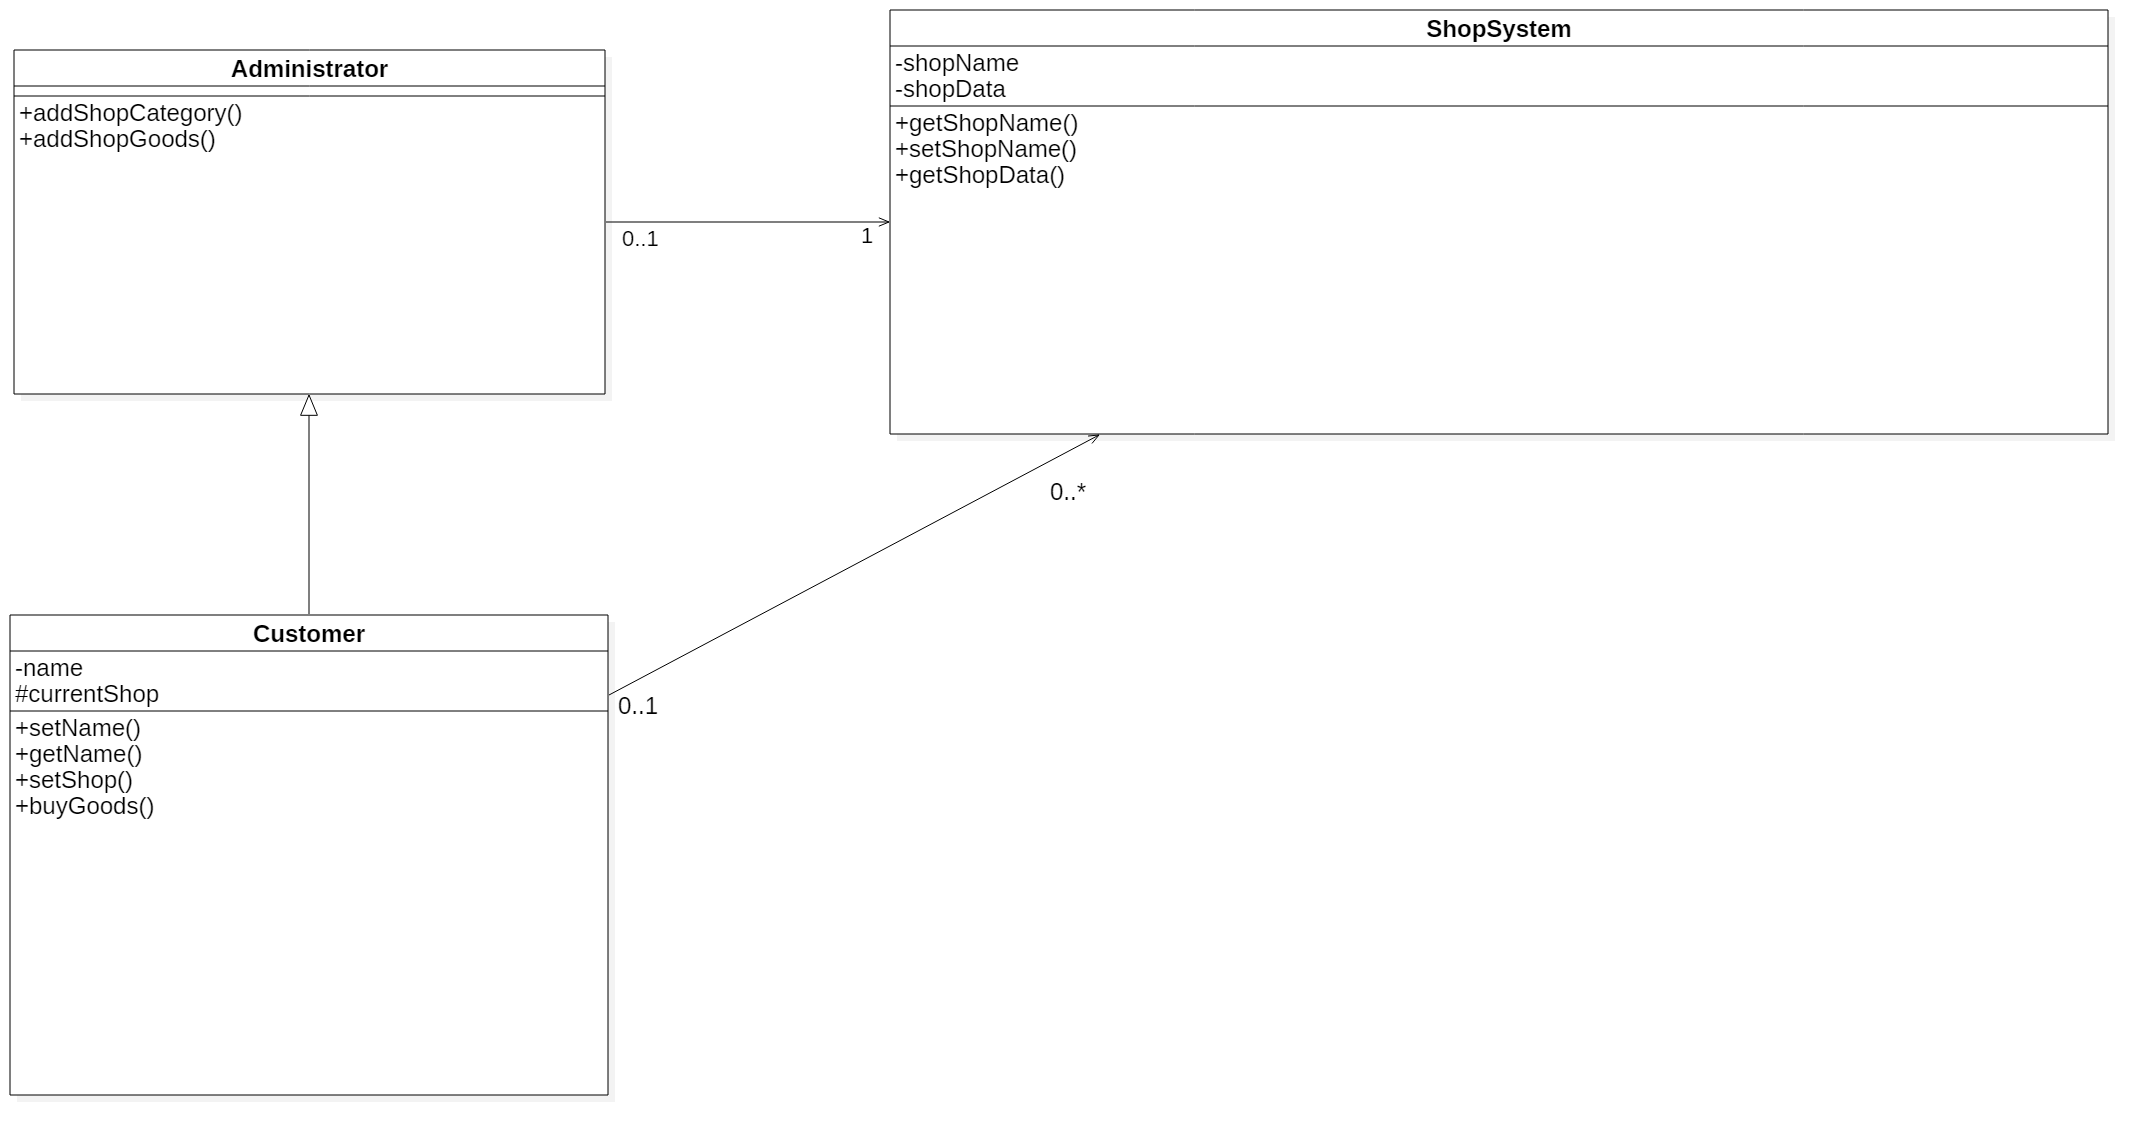 Administrator
+addShopCategory()
+addShopGoods()
ShopSystem
-shopName
-shopData
+getShopName()
+setShopName()
+getShopData()
0..1
1
0..*
0..1
Customer
-name
#currentShop
+setName()
+getName()
+setShop()
+buyGoods()